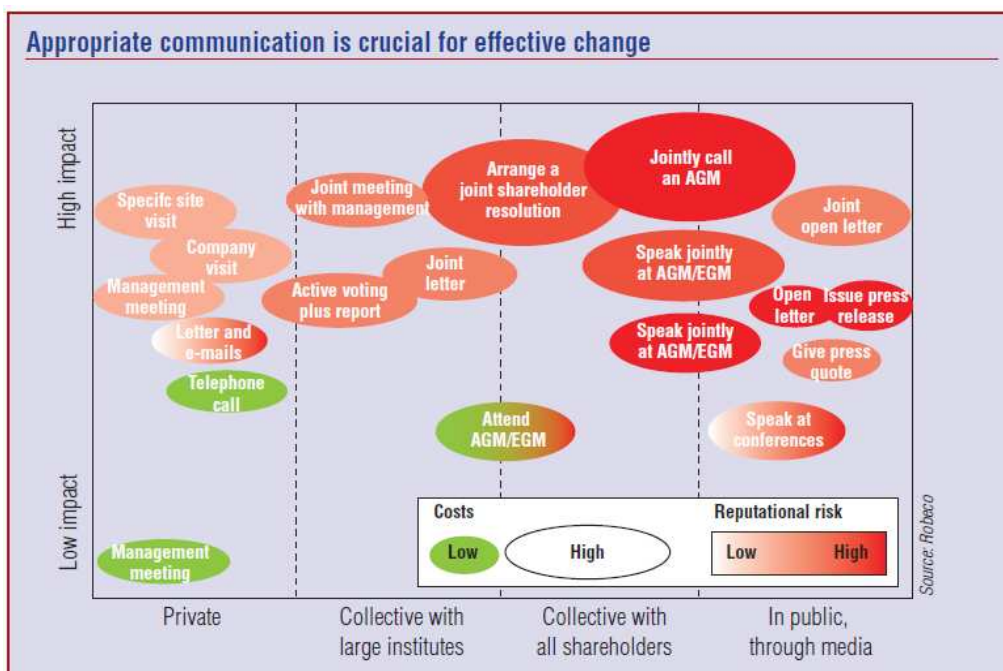 Appropriate communication is crucial for effective change
High impact
Low impact
Specifc site
visit
Company
visit
Management
meeting
Letter and
e-mails
Telephone
call
Management
meeting
Joint meeting
with management
Active voting
plus report
Joint
letter
Arrange a
joint shareholder
resolution
Attend
AGM/EGM
Jointly call
an AGM
Speak jointly
at AGM/EGM
Speak jointly
at AGM/EGM
Joint
open letter
Open
letter
Issue press
release
Give press
quote
Speak at
conferences
Costs
Low
High
Reputational risk
Low
High
Private
Collective with
large institutes
Collective with
all shareholders
In public,
through media
Source: Robeco